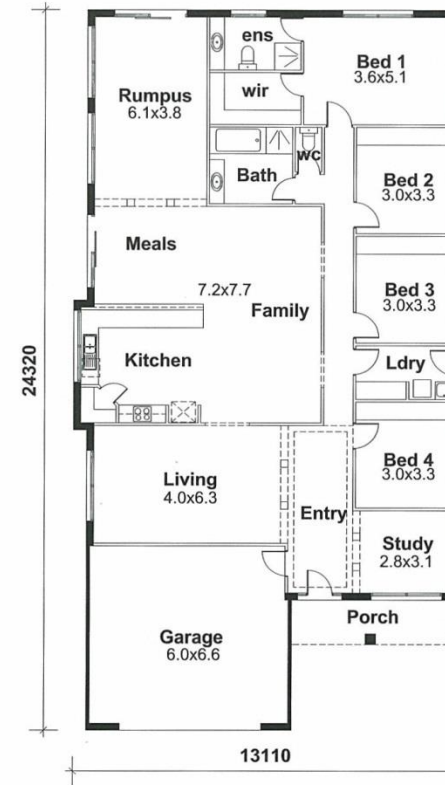 ens
Bed 1
3.6x5.1
Rumpus
6.1x3.8
wir
wc
Bath
Bed 2
3.0x3.3
Meals
7.2x7.7
Family
Bed 3
3.0x3.3
Kitchen
Ldry
24320
Living
4.0x6.3
Bed 4
3.0x3.3
Entry
Study
2.8x3.1
Porch
Garage
6.0x6.6
13110